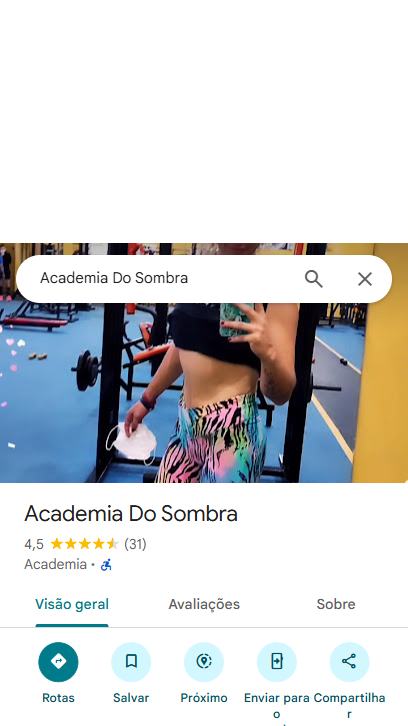 Academia Do Sombra
Academia Do Sombra
4,5 (31)
Academia ·
Visão geral Avaliações Sobre
Rotas Salvar Próximo Enviar para o Compartilhar